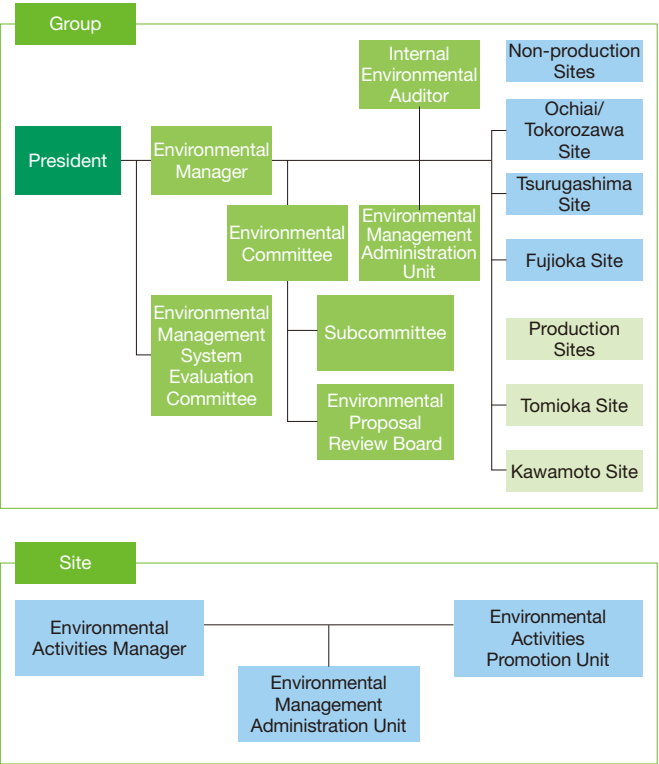 Group
Internal
Environmental
Auditor
Non-production
Sites
Ochiai/
Tokorozawa
Site
President
Environmental
Manager
Tsurugashima
Site
Environmental
Committee
Environmental
Management
Administration
Unit
Fujioka Site
Environmental
Management
System
Evaluation
Committee
Subcommittee
Production
Sites
Environmental
Proposal
Review Board
Tomioka Site
Kawamoto Site
Site
Environmental
Activities Manager
Environmental
Activities
Promotion Unit
Environmental
Management
Administration Unit